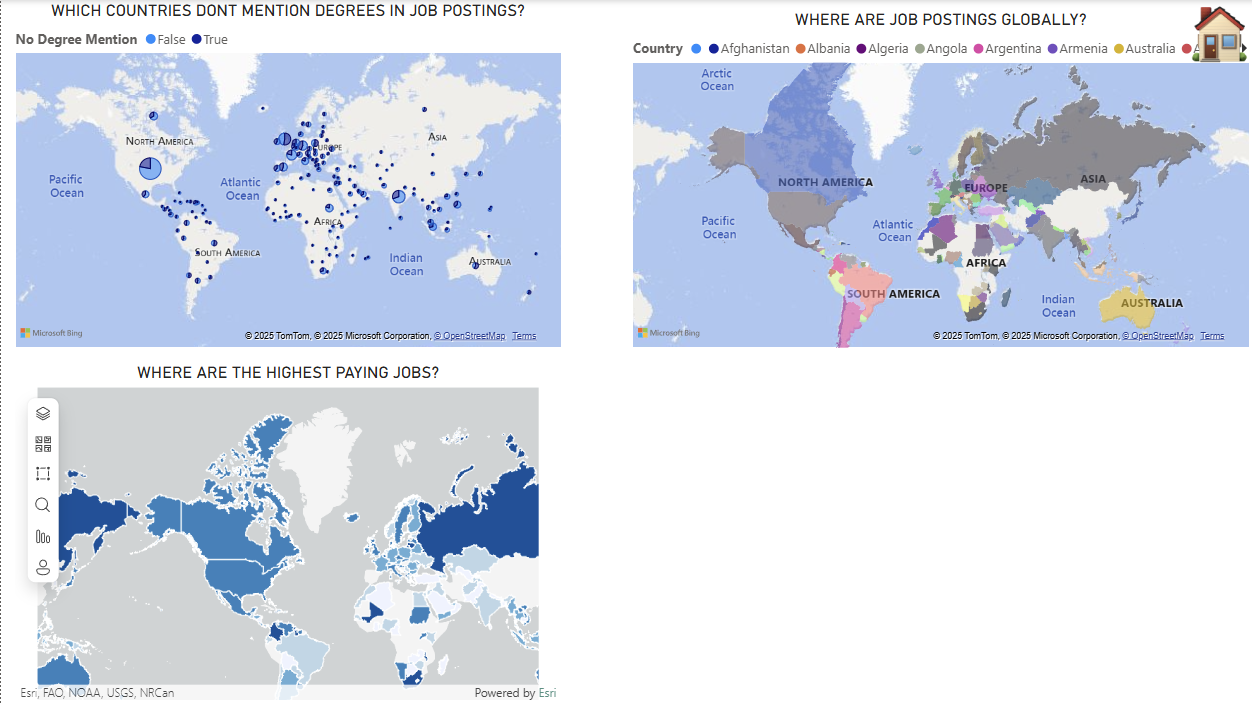 WHICH COUNTRIES DONT MENTION DEGREES IN JOB POSTINGS?
No Degree Mention False True
NORTH AMERICA
ASIA
EUROPE
Pacific
Ocean
Atlantic
Ocean
AFRICA
SOUTH AMERICA
Indian
Ocean
AUSTRALIA
Microsoft Bing
© 2025 TomTom, © 2025 Microsoft Corporation, © OpenStreetMap Terms
WHERE ARE JOB POSTINGS GLOBALLY?
Country Afghanistan Albania Algeria Angola Argentina Armenia Australia
Arctic
Ocean
NORTH AMERICA
EUROPE
ASIA
Pacific
Ocean
Atlantic
Ocean
AFRICA
SOUTH AMERICA
Indian
Ocean
AUSTRALIA
Microsoft Bing
© 2025 TomTom, © 2025 Microsoft Corporation, © OpenStreetMap Terms
WHERE ARE THE HIGHEST PAYING JOBS?
Esri, FAO, NOAA, USGS, NRCan
Powered by Esri